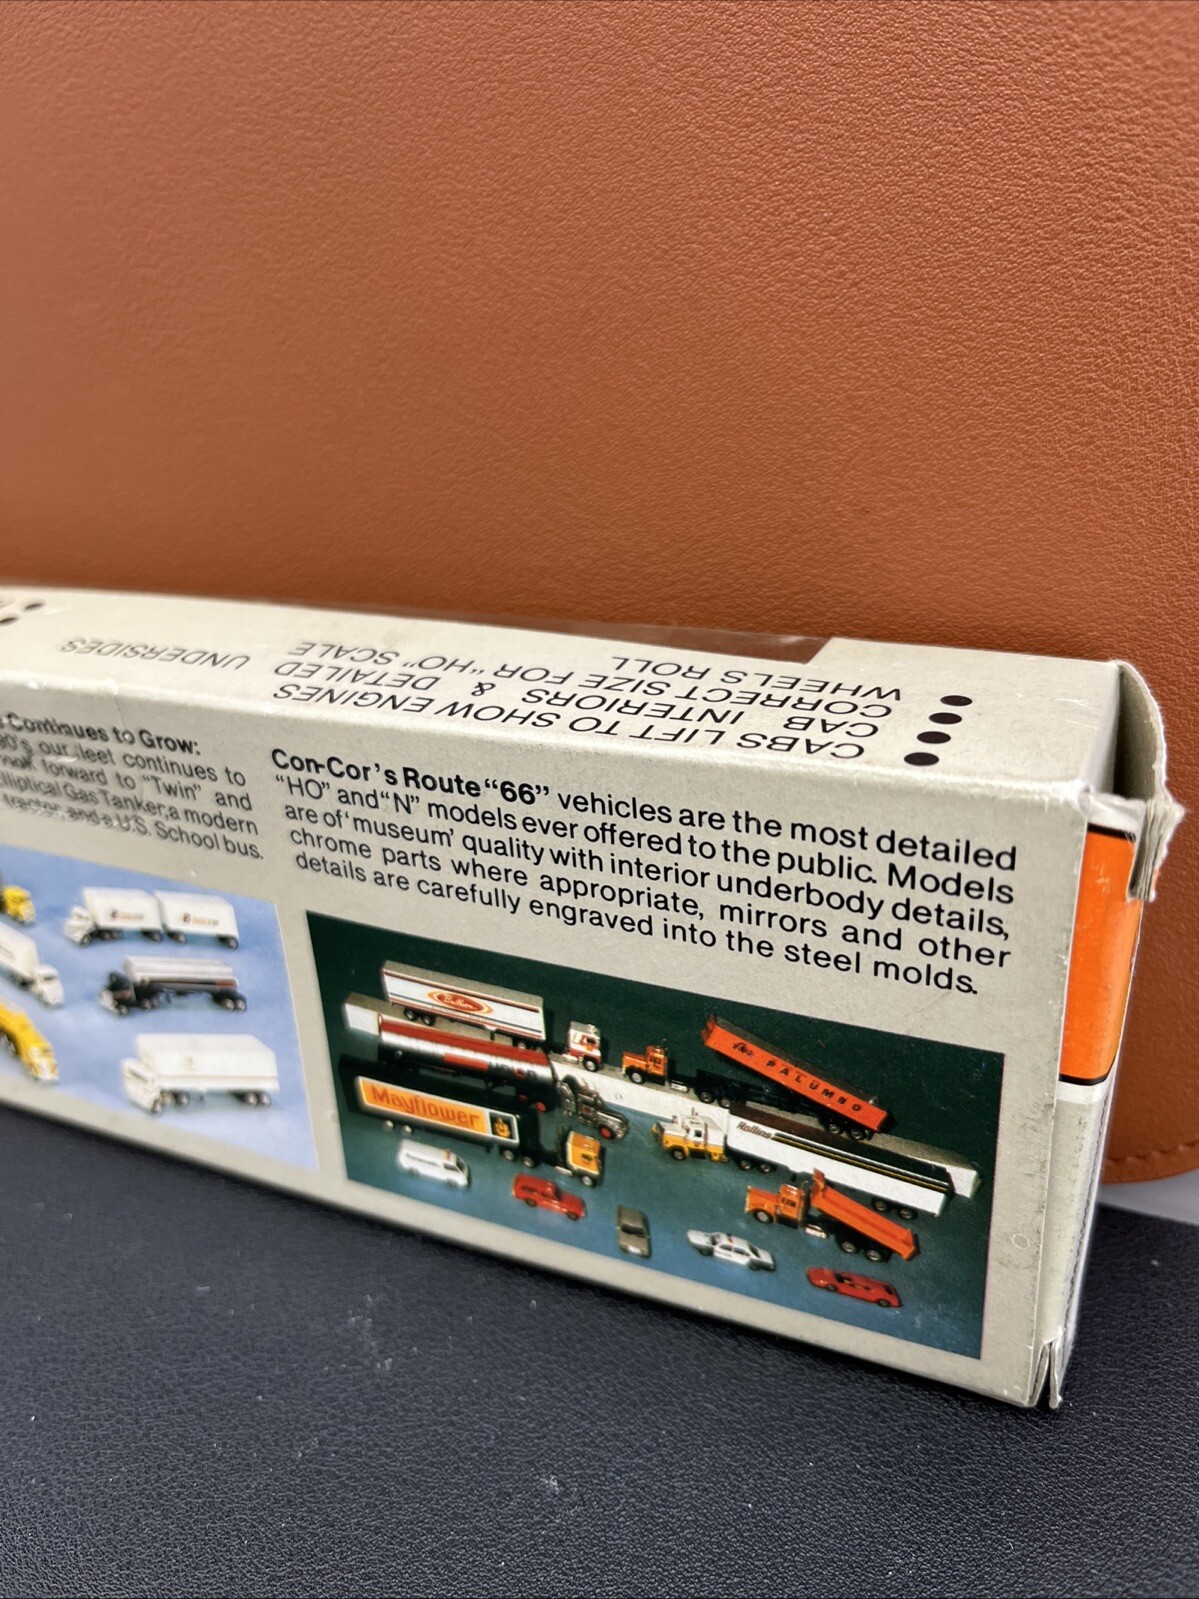 CABS LIFT TO SHOW ENGINES
CAB INTERIORS & DETAILED UNDERSIDES
CORRECT SIZE FOR "HO" SCALE
WHEELS ROLL
Continues to Grow:
our fleet continues to
forward to "Twin" and
Elliptical Gas Tanker, a modern
tractor, and a U.S. School bus.
Con-Cor's Route "66" vehicles are the most detailed
"HO" and "N" models ever offered to the public. Models
are of 'museum' quality with interior underbody details,
chrome parts where appropriate, mirrors and other
details are carefully engraved into the steel molds.
PALUMBO
Mayflower